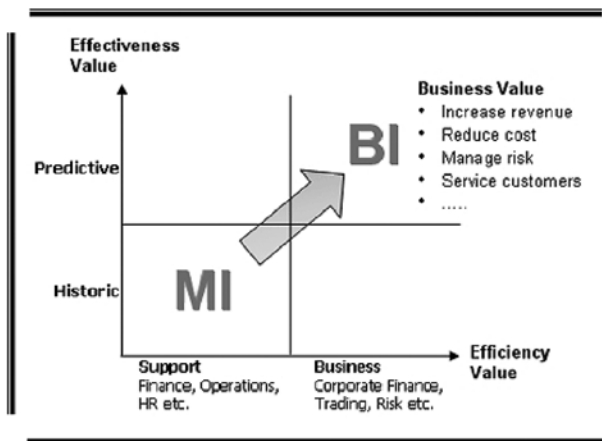 Effectiveness
Value
Business Value
• Increase revenue
• Reduce cost
• Manage risk
• Service customers
• .....
BI
Predictive
MI
Historic
Efficiency
Value
Support
Finance, Operations,
HR etc.
Business
Corporate Finance,
Trading, Risk etc.